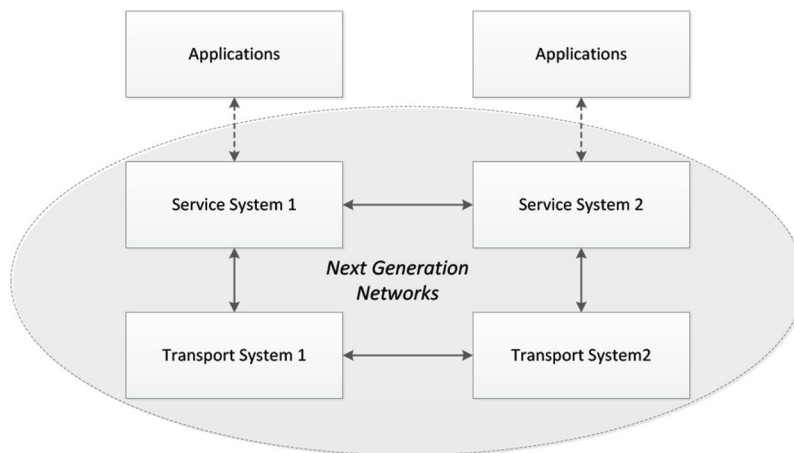 Applications
Applications
Service System 1
Service System 2
Next Generation
Networks
Transport System 1
Transport System2